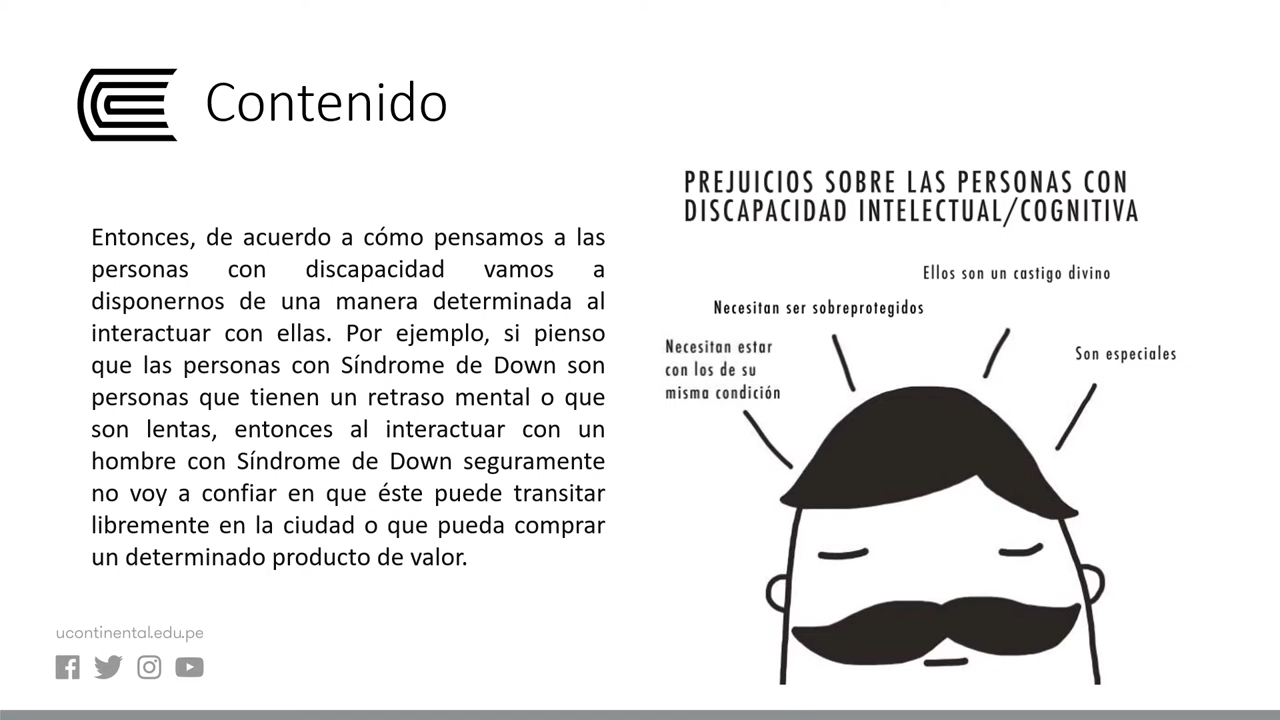 Contenido
Entonces, de acuerdo a cómo pensamos a las
personas con discapacidad vamos a
disponernos de una manera determinada al
interactuar con ellas. Por ejemplo, si pienso
que las personas con Síndrome de Down son
personas que tienen un retraso mental o que
son lentas, entonces al interactuar con un
hombre con Síndrome de Down seguramente
no voy a confiar en que éste puede transitar
libremente en la ciudad o que pueda comprar
un determinado producto de valor.
PREJUICIOS SOBRE LAS PERSONAS CON
DISCAPACIDAD INTELECTUAL/COGNITIVA
Ellos son un castigo divino
Necesitan ser sobreprotegidos
Necesitan estar
con los de su
misma condición
Son especiales
ucontinental.edu.pe